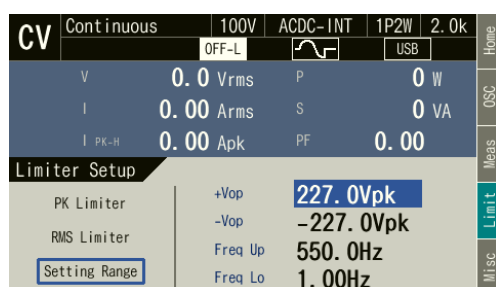 CV Continuous 100V ACDC-INT 1P2W 2.0k
OFF-L USB
V 0.0 Vrms P 0 W
I 0.00 Arms S 0 VA
I PK-H 0.00 Apk PF 0.00
Limiter Setup
PK Limiter
RMS Limiter
Setting Range
+Vop 227.0Vpk
-Vop -227.0Vpk
Freq Up 550.0Hz
Freq Lo 1.00Hz
Home
OSC
Meas
Limit
Misc